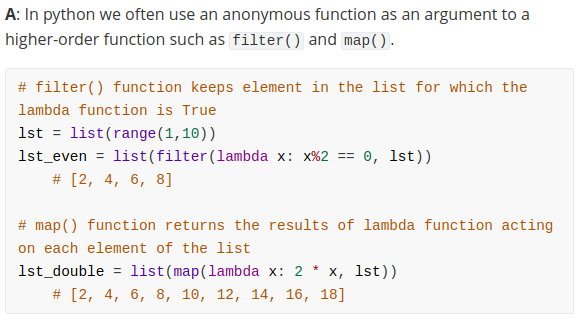 A: In python we often use an anonymous function as an argument to a
higher-order function such as filter() and map().
# filter() function keeps element in the list for which the
lambda function is True
lst = list(range(1,10))
lst_even = list(filter(lambda x: x%2 == 0, lst))
    # [2, 4, 6, 8]
# map() function returns the results of lambda function acting
on each element of the list
lst_double = list(map(lambda x: 2 * x, lst))
    # [2, 4, 6, 8, 10, 12, 14, 16, 18]